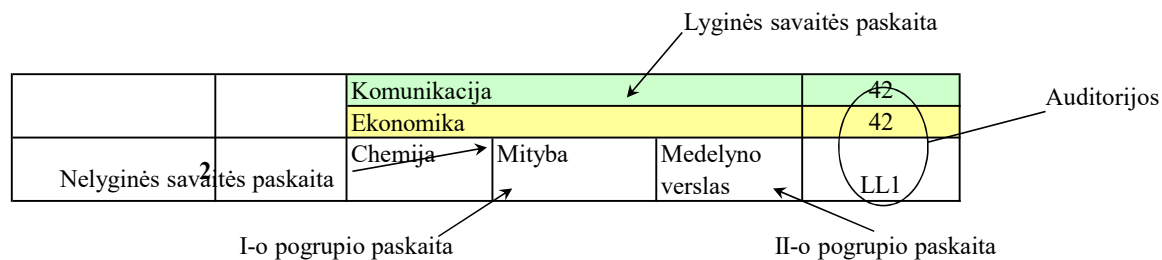 Lyginės savaitės paskaita
Komunikacija 42
Auditorijos
Ekonomika 42
Chemija Mityba Medelyno verslas LL1
2
Nelyginės savaitės paskaita
I-o pogrupio paskaita II-o pogrupio paskaita